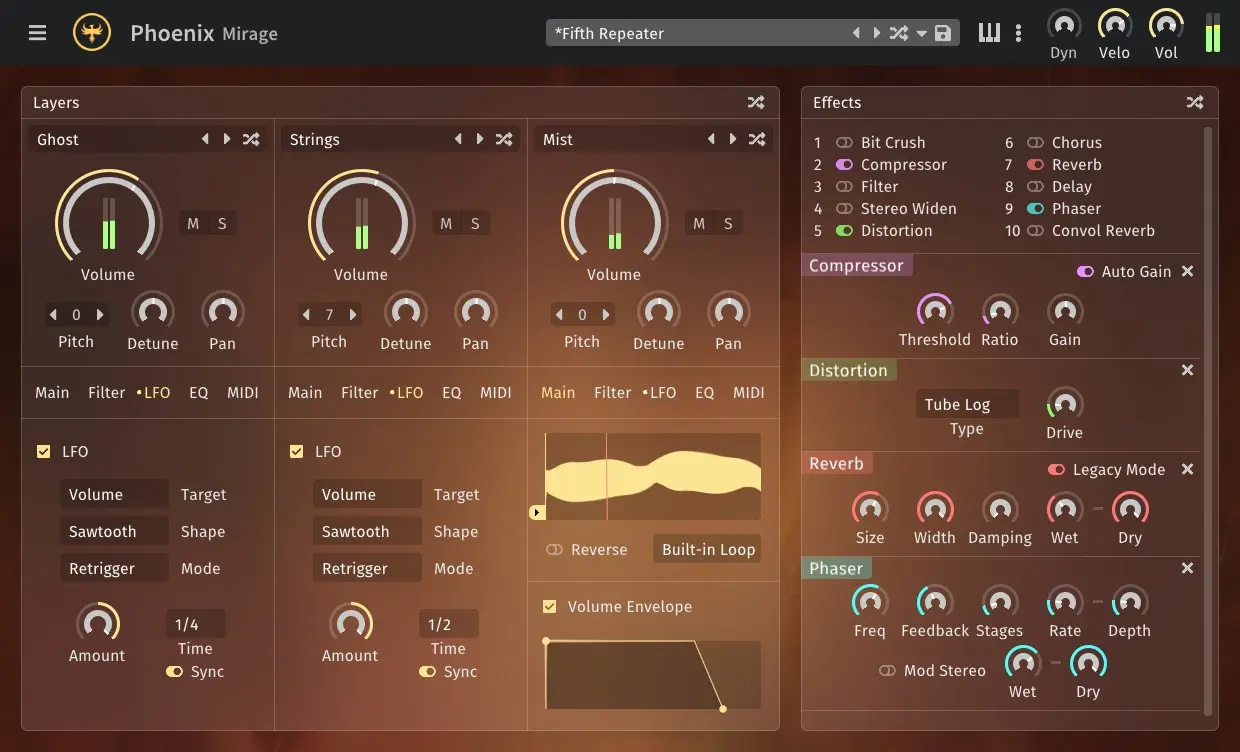 Phoenix Mirage
*Fifth Repeater
Dyn Velo Vol
Layers
Ghost
M S
Volume
0
Pitch Detune Pan
Main Filter •LFO EQ MIDI
LFO
Volume Target
Sawtooth Shape
Retrigger Mode
Amount
1/4
Time
Sync
Strings
M S
Volume
7
Pitch Detune Pan
Main Filter •LFO EQ MIDI
LFO
Volume Target
Sawtooth Shape
Retrigger Mode
Amount
1/2
Time
Sync
Mist
M S
Volume
0
Pitch Detune Pan
Main Filter •LFO EQ MIDI
Reverse Built-in Loop
Volume Envelope
Effects
1 Bit Crush
2 Compressor
3 Filter
4 Stereo Widen
5 Distortion
6 Chorus
7 Reverb
8 Delay
9 Phaser
10 Convol Reverb
Compressor Auto Gain
Threshold Ratio Gain
Distortion
Tube Log
Type Drive
Reverb Legacy Mode
Size Width Damping Wet Dry
Phaser
Freq Feedback Stages Rate Depth
Mod Stereo
Wet Dry